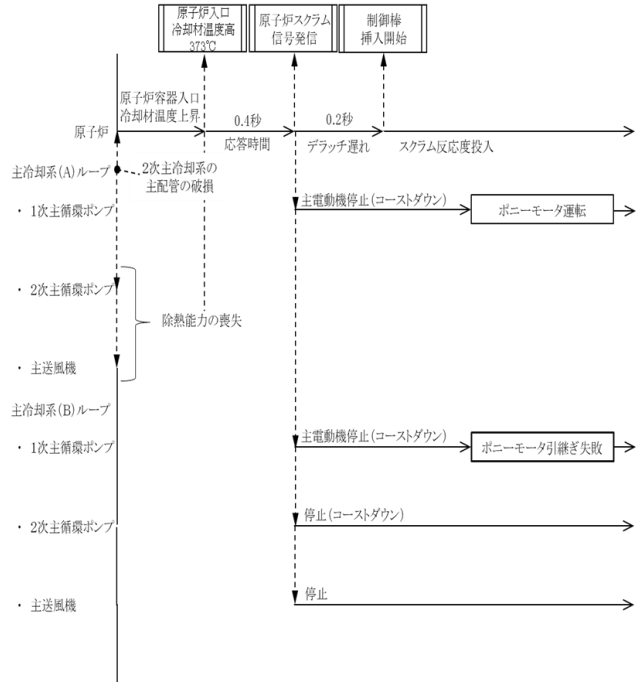 原子炉入口
冷却材温度高
373℃
原子炉スクラム
信号発信
制御棒
挿入開始
原子炉容器入口
冷却材温度上昇
0.4秒
0.2秒
原子炉
応答時間
デラッチ遅れ
スクラム反応度投入
主冷却系(A)ループ
2次主冷却系の
主配管の破損
・ 1次主循環ポンプ
主電動機停止(コーストダウン)
ポニーモータ運転
・ 2次主循環ポンプ
除熱能力の喪失
・ 主送風機
主冷却系(B)ループ
・ 1次主循環ポンプ
主電動機停止(コーストダウン)
ポニーモータ引継ぎ失敗
・ 2次主循環ポンプ
停止(コーストダウン)
・ 主送風機
停止